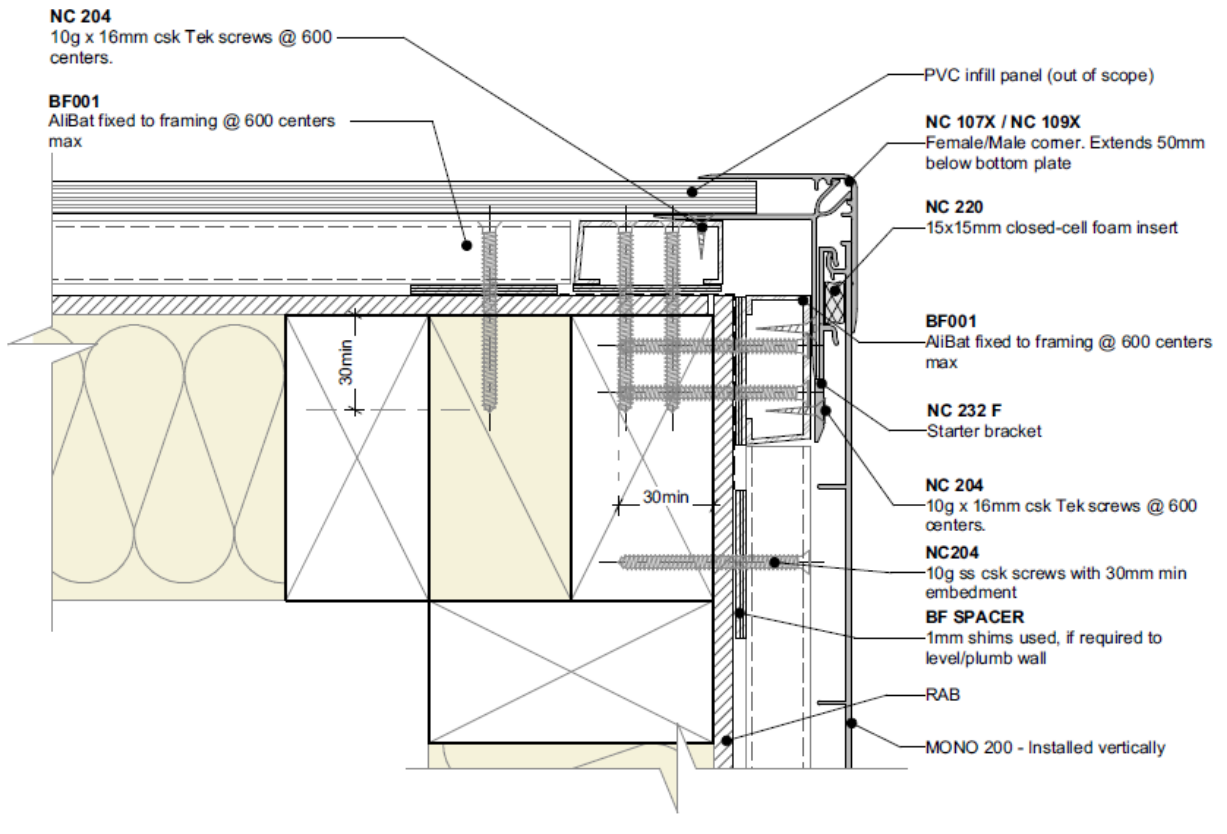 NC 204
10g x 16mm csk Tek screws @ 600
centers.
BF001
AliBat fixed to framing @ 600 centers
max
PVC infill panel (out of scope)
NC 107X / NC 109X
Female/Male corner. Extends 50mm
below bottom plate
NC 220
15x15mm closed-cell foam insert
BF001
AliBat fixed to framing @ 600 centers
max
NC 232 F
Starter bracket
NC 204
10g x 16mm csk Tek screws @ 600
centers.
NC204
10g ss csk screws with 30mm min
embedment
BF SPACER
1mm shims used, if required to
level/plumb wall
RAB
MONO 200 - Installed vertically
30min
30min